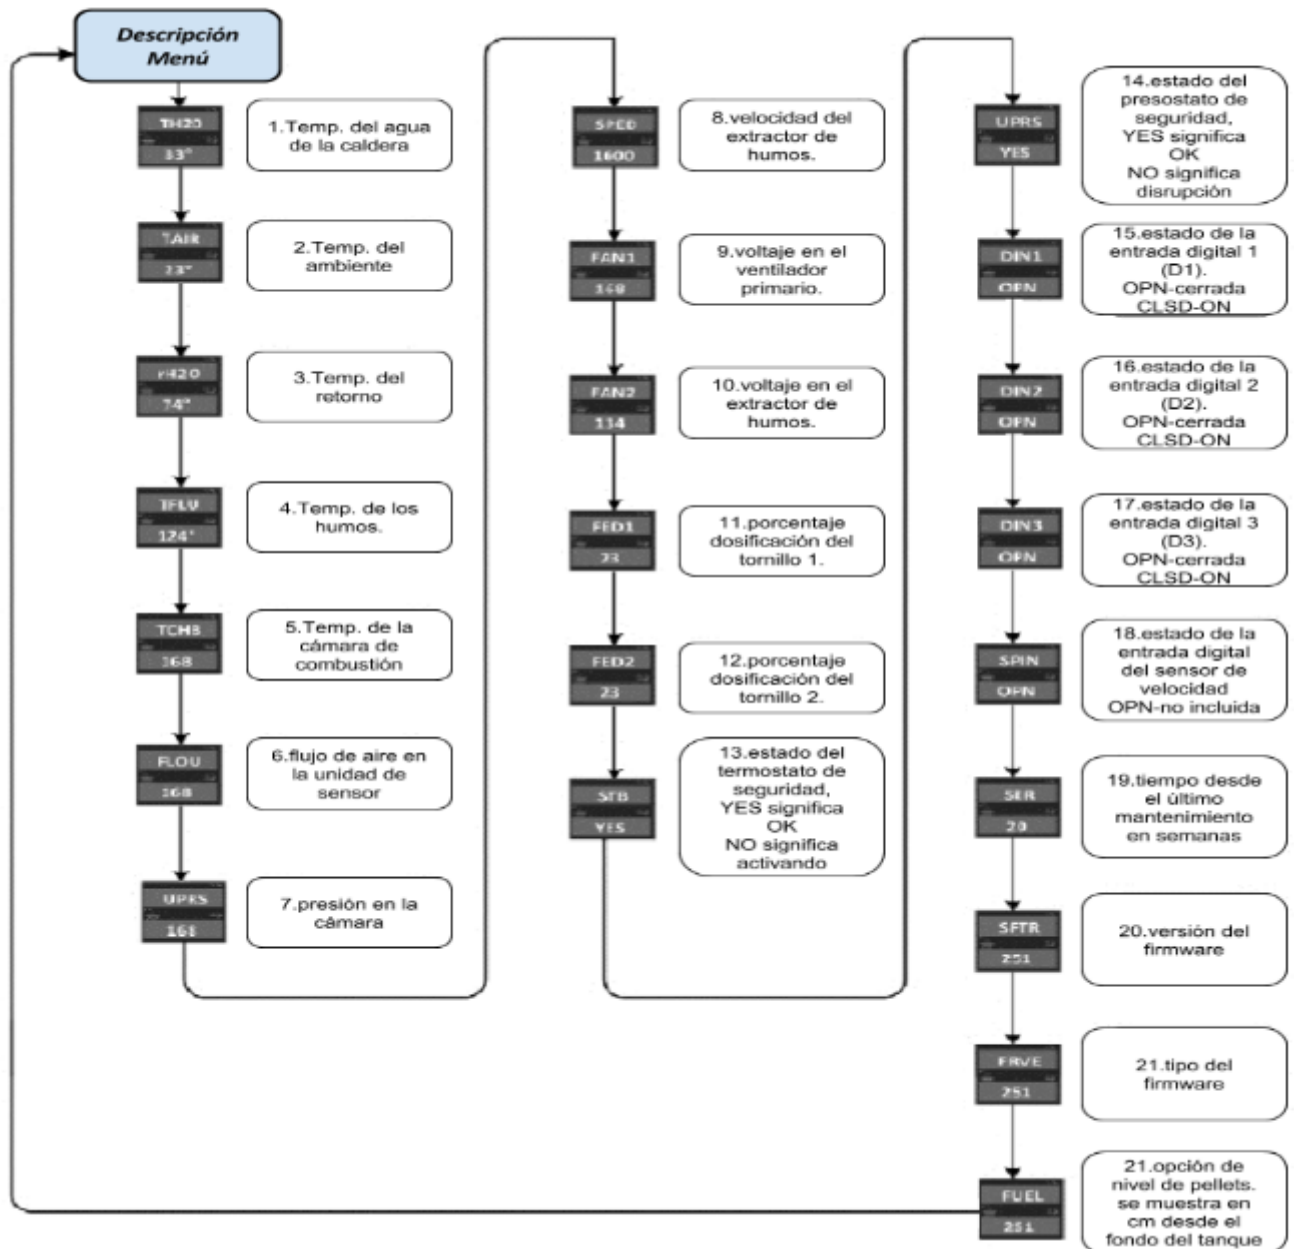 Descripción
Menú
TH20
33°
1.Temp. del agua
de la caldera
TAIR
23°
2.Temp. del
ambiente
rH20
74°
3.Temp. del
retorno
TFLU
124°
4.Temp. de los
humos.
TCHB
168
5.Temp. de la
cámara de
combustión
FLOU
168
6.flujo de aire en
la unidad de
sensor
UPRS
168
7.presión en la
cámara
SPED
1600
8.velocidad del
extractor de
humos.
FAN1
168
9.voltaje en el
ventilador
primario.
FAN2
114
10.voltaje en el
extractor de
humos.
FED1
23
11.porcentaje
dosificación del
tornillo 1.
FED2
23
12.porcentaje
dosificación del
tornillo 2.
STB
YES
13.estado del
termostato de
seguridad,
YES significa
OK
NO significa
activando
UPRS
YES
14.estado del
presostato de
seguridad,
YES significa
OK
NO significa
disrupción
DIN1
OPN
15.estado de la
entrada digital 1
(D1).
OPN-cerrada
CLSD-ON
DIN2
OPN
16.estado de la
entrada digital 2
(D2).
OPN-cerrada
CLSD-ON
DIN3
OPN
17.estado de la
entrada digital 3
(D3).
OPN-cerrada
CLSD-ON
SPIN
OPN
18.estado de la
entrada digital
del sensor de
velocidad
OPN-no incluida
SER
20
19.tiempo desde
el último
mantenimiento
en semanas
SFTR
251
20.versión del
firmware
FRVE
251
21.tipo del
firmware
FUEL
251
21.opción de
nivel de pellets.
se muestra en
cm desde el
fondo del tanque